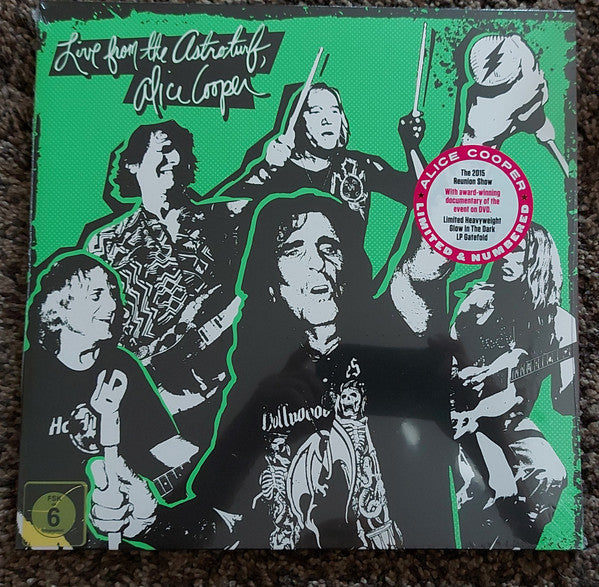 Live from the Astroturf,
Alice Cooper
ALICE COOPER
The 2015
Reunion Show
With award-winning
documentary of the
event on DVD.
Limited Heavyweight
Glow In The Dark
LP Gatefold
LIMITED & NUMBERED
FSK
6